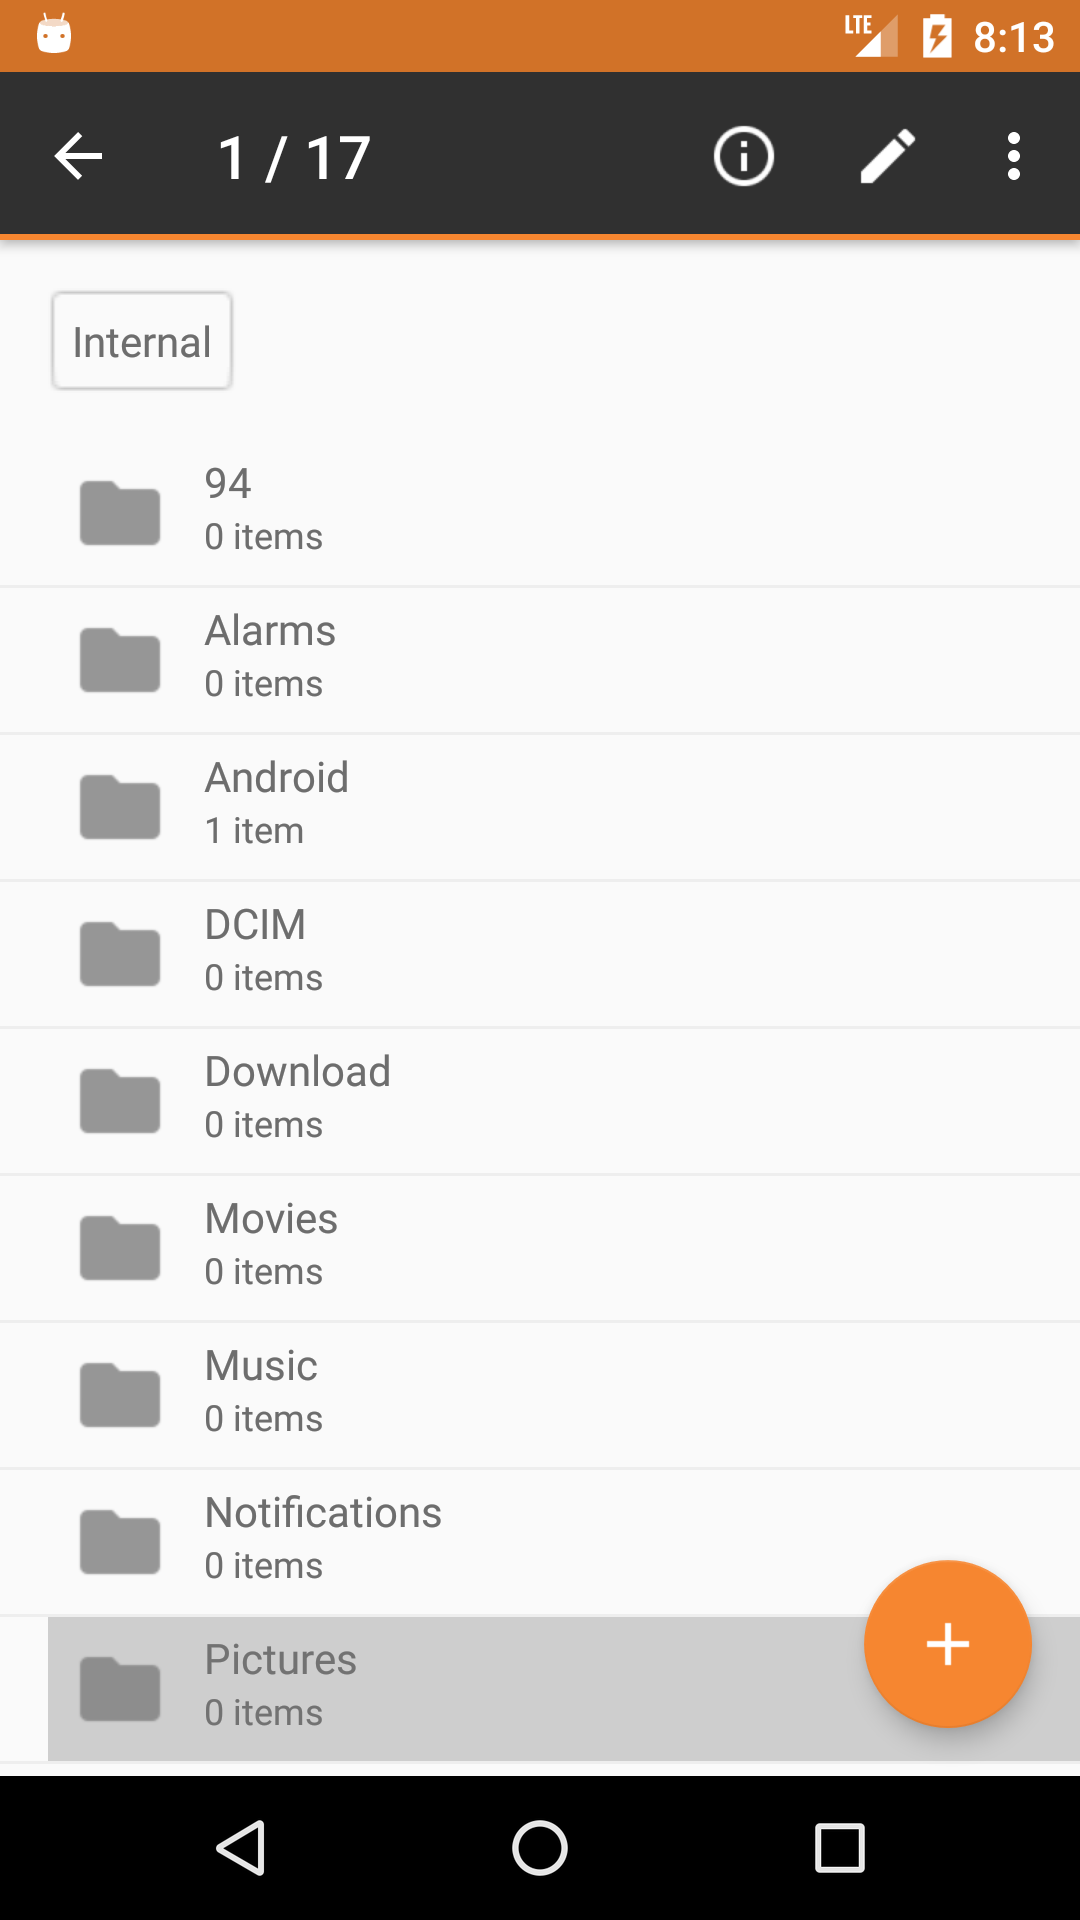 LTE 8:13
1 / 17
Internal
94
0 items
Alarms
0 items
Android
1 item
DCIM
0 items
Download
0 items
Movies
0 items
Music
0 items
Notifications
0 items
Pictures
0 items